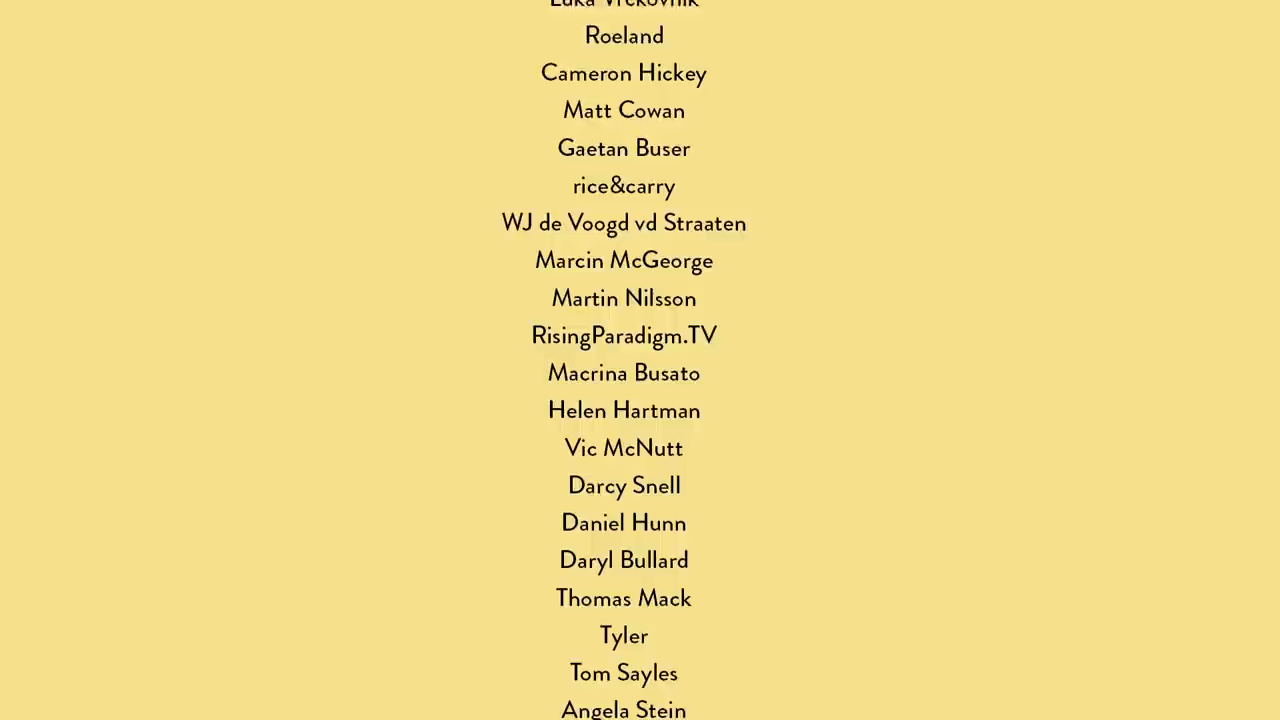 Luka Vrckovnik
Roeland
Cameron Hickey
Matt Cowan
Gaetan Buser
rice&carry
WJ de Voogd vd Straaten
Marcin McGeorge
Martin Nilsson
RisingParadigm.TV
Macrina Busato
Helen Hartman
Vic McNutt
Darcy Snell
Daniel Hunn
Daryl Bullard
Thomas Mack
Tyler
Tom Sayles
Angela Stein